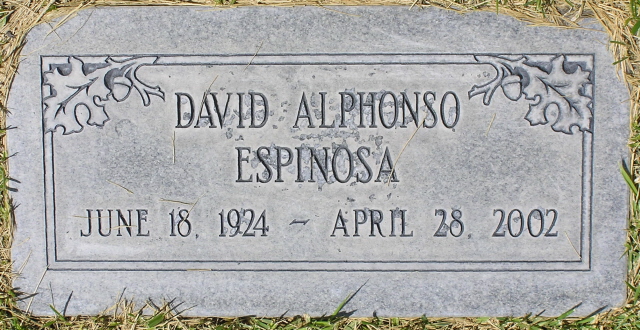 DAVID ALPHONSO
ESPINOSA
JUNE 18, 1924 - APRIL 28, 2002